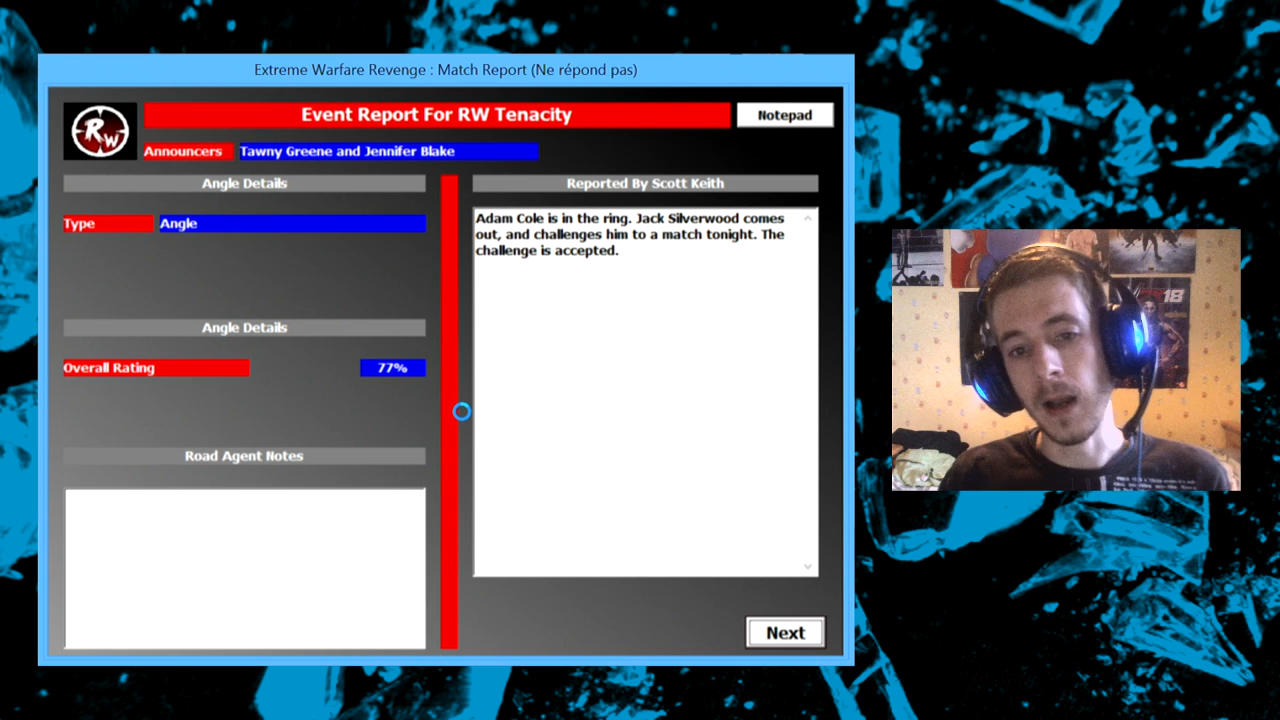 Extreme Warfare Revenge : Match Report (Ne répond pas)
RW
Event Report For RW Tenacity
Notepad
Announcers
Tawny Greene and Jennifer Blake
Angle Details
Type
Angle
Angle Details
Overall Rating
77%
Road Agent Notes
Reported By Scott Keith
Adam Cole is in the ring. Jack Silverwood comes
out, and challenges him to a match tonight. The
challenge is accepted.
Next
18